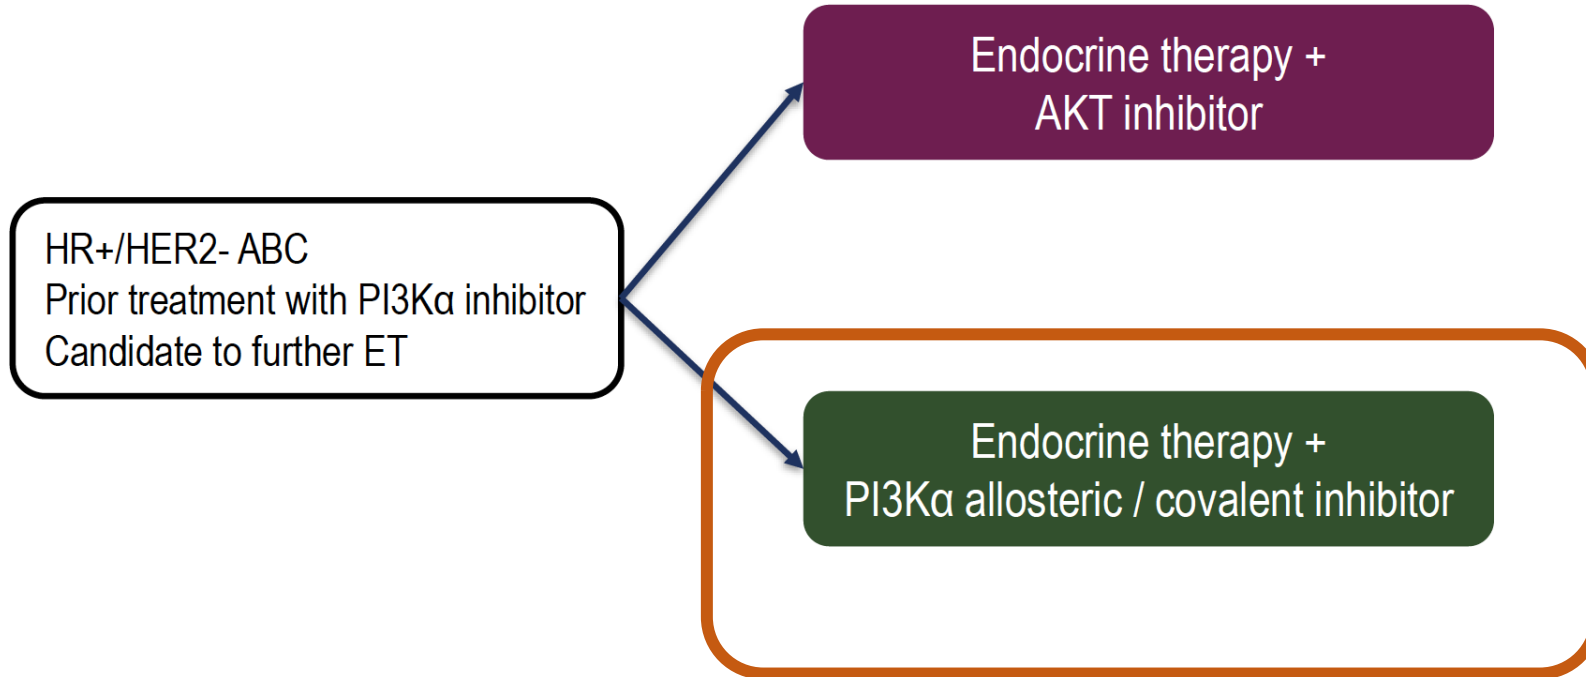 Endocrine therapy +
AKT inhibitor
HR+/HER2- ABC
Prior treatment with PI3Kα inhibitor
Candidate to further ET
Endocrine therapy +
PI3Kα allosteric / covalent inhibitor